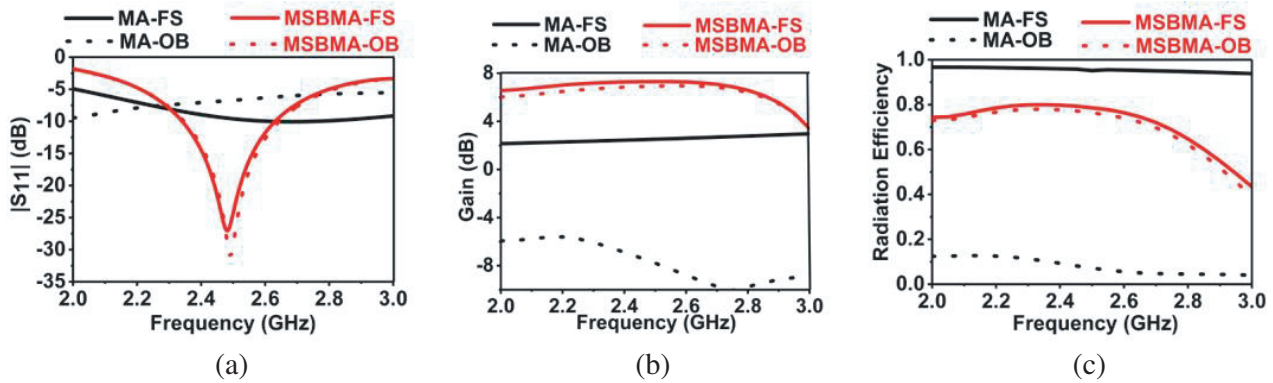 MA-FS
MSBMA-FS
MA-OB
MSBMA-OB
0
-5
-10
-15
-20
-25
-30
-35
2.0
2.2
2.4
2.6
2.8
3.0
|S11| (dB)
Frequency (GHz)
(a)
MA-FS
MSBMA-FS
MA-OB
MSBMA-OB
8
4
0
-4
-8
2.0
2.2
2.4
2.6
2.8
3.0
Gain (dB)
Frequency (GHz)
(b)
MA-FS
MSBMA-FS
MA-OB
MSBMA-OB
1.0
0.8
0.6
0.4
0.2
0.0
2.0
2.2
2.4
2.6
2.8
3.0
Radiation Efficiency
Frequency (GHz)
(c)